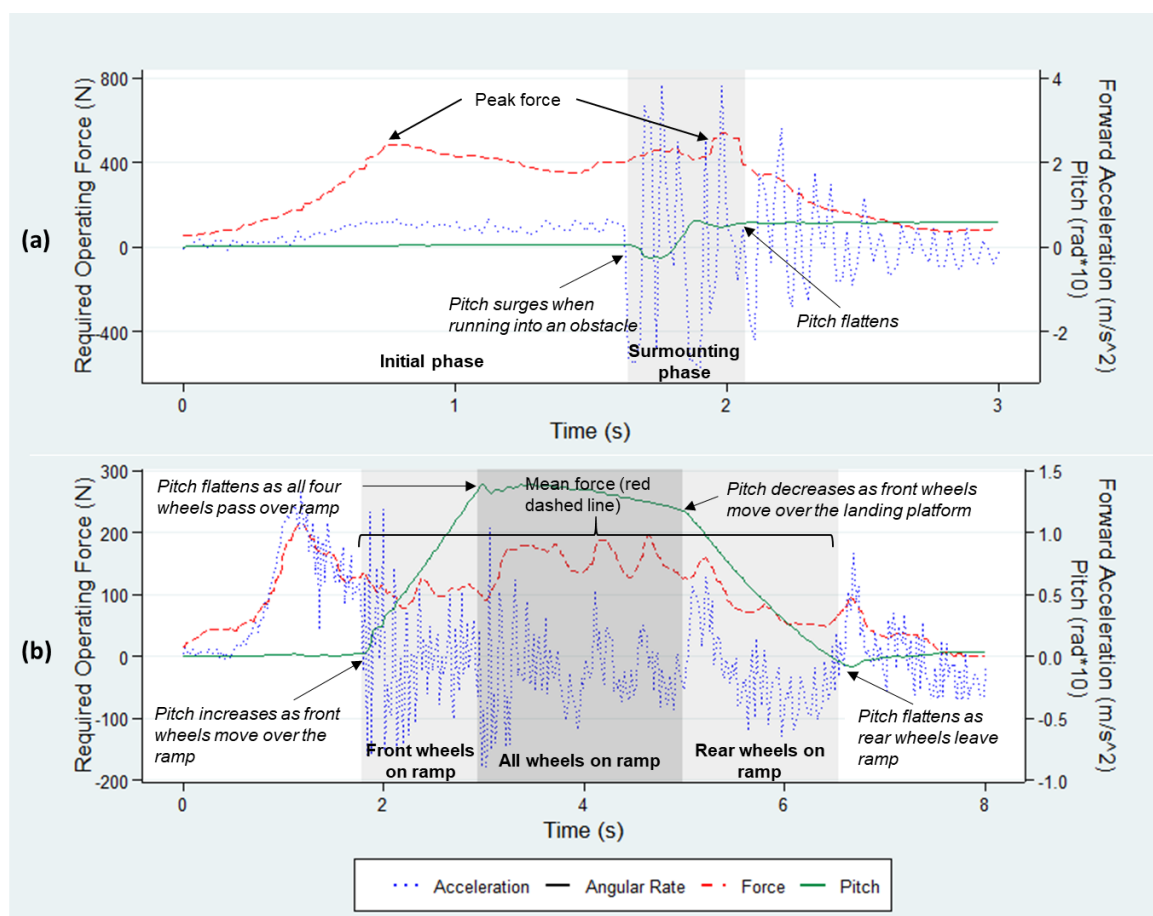 (a)
Required Operating Force (N)
800
400
0
-400
Peak force
Pitch surges when
running into an obstacle
Pitch flattens
Initial phase
Surmounting
phase
4
2
0
-2
Forward Acceleration (m/s^2)
Pitch (rad*10)
0 1 2 3
Time (s)
(b)
Required Operating Force (N)
300
200
100
0
-100
-200
Pitch flattens as all four
wheels pass over ramp
Mean force (red
dashed line)
Pitch decreases as front wheels
move over the landing platform
Pitch increases as front
wheels move over the
ramp
Front wheels
on ramp
All wheels on ramp
Rear wheels on
ramp
Pitch flattens as
rear wheels leave
ramp
1.5
1.0
0.5
0.0
-0.5
-1.0
Forward Acceleration (m/s^2)
Pitch (rad*10)
0 2 4 6 8
Time (s)
Acceleration Angular Rate Force Pitch